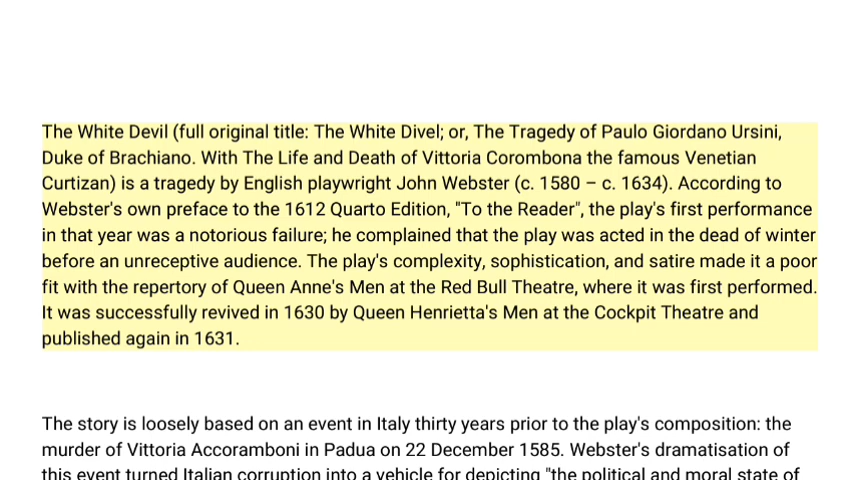 The White Devil (full original title: The White Divel; or, The Tragedy of Paulo Giordano Ursini,
Duke of Brachiano. With The Life and Death of Vittoria Corombona the famous Venetian
Curtizan) is a tragedy by English playwright John Webster (c. 1580 – c. 1634). According to
Webster's own preface to the 1612 Quarto Edition, "To the Reader", the play's first performance
in that year was a notorious failure; he complained that the play was acted in the dead of winter
before an unreceptive audience. The play's complexity, sophistication, and satire made it a poor
fit with the repertory of Queen Anne's Men at the Red Bull Theatre, where it was first performed.
It was successfully revived in 1630 by Queen Henrietta's Men at the Cockpit Theatre and
published again in 1631.
The story is loosely based on an event in Italy thirty years prior to the play's composition: the
murder of Vittoria Accoramboni in Padua on 22 December 1585. Webster's dramatisation of
this event turned Italian corruption into a vehicle for depicting "the political and moral state of